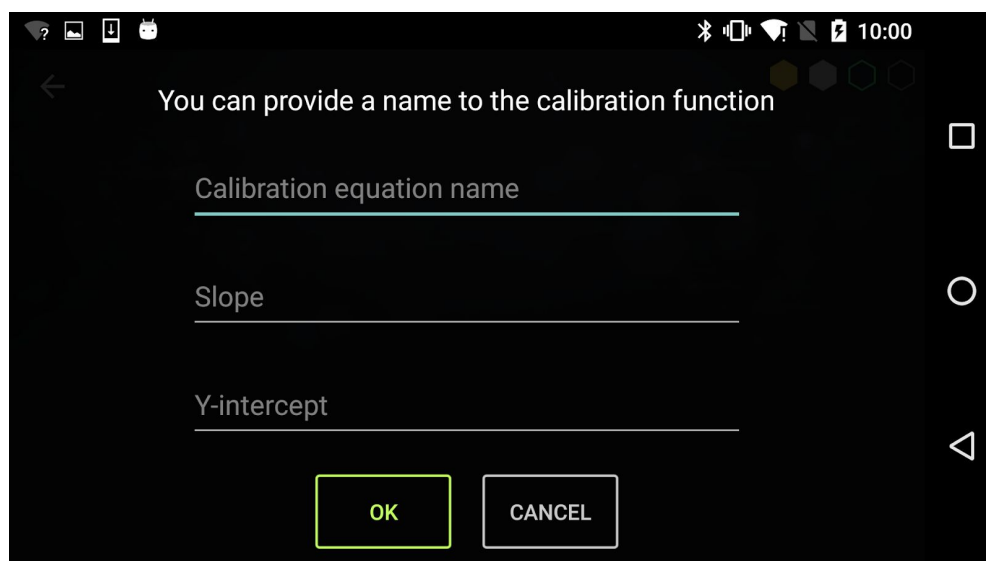 10:00
You can provide a name to the calibration function
Calibration equation name
Slope
Y-intercept
OK
CANCEL